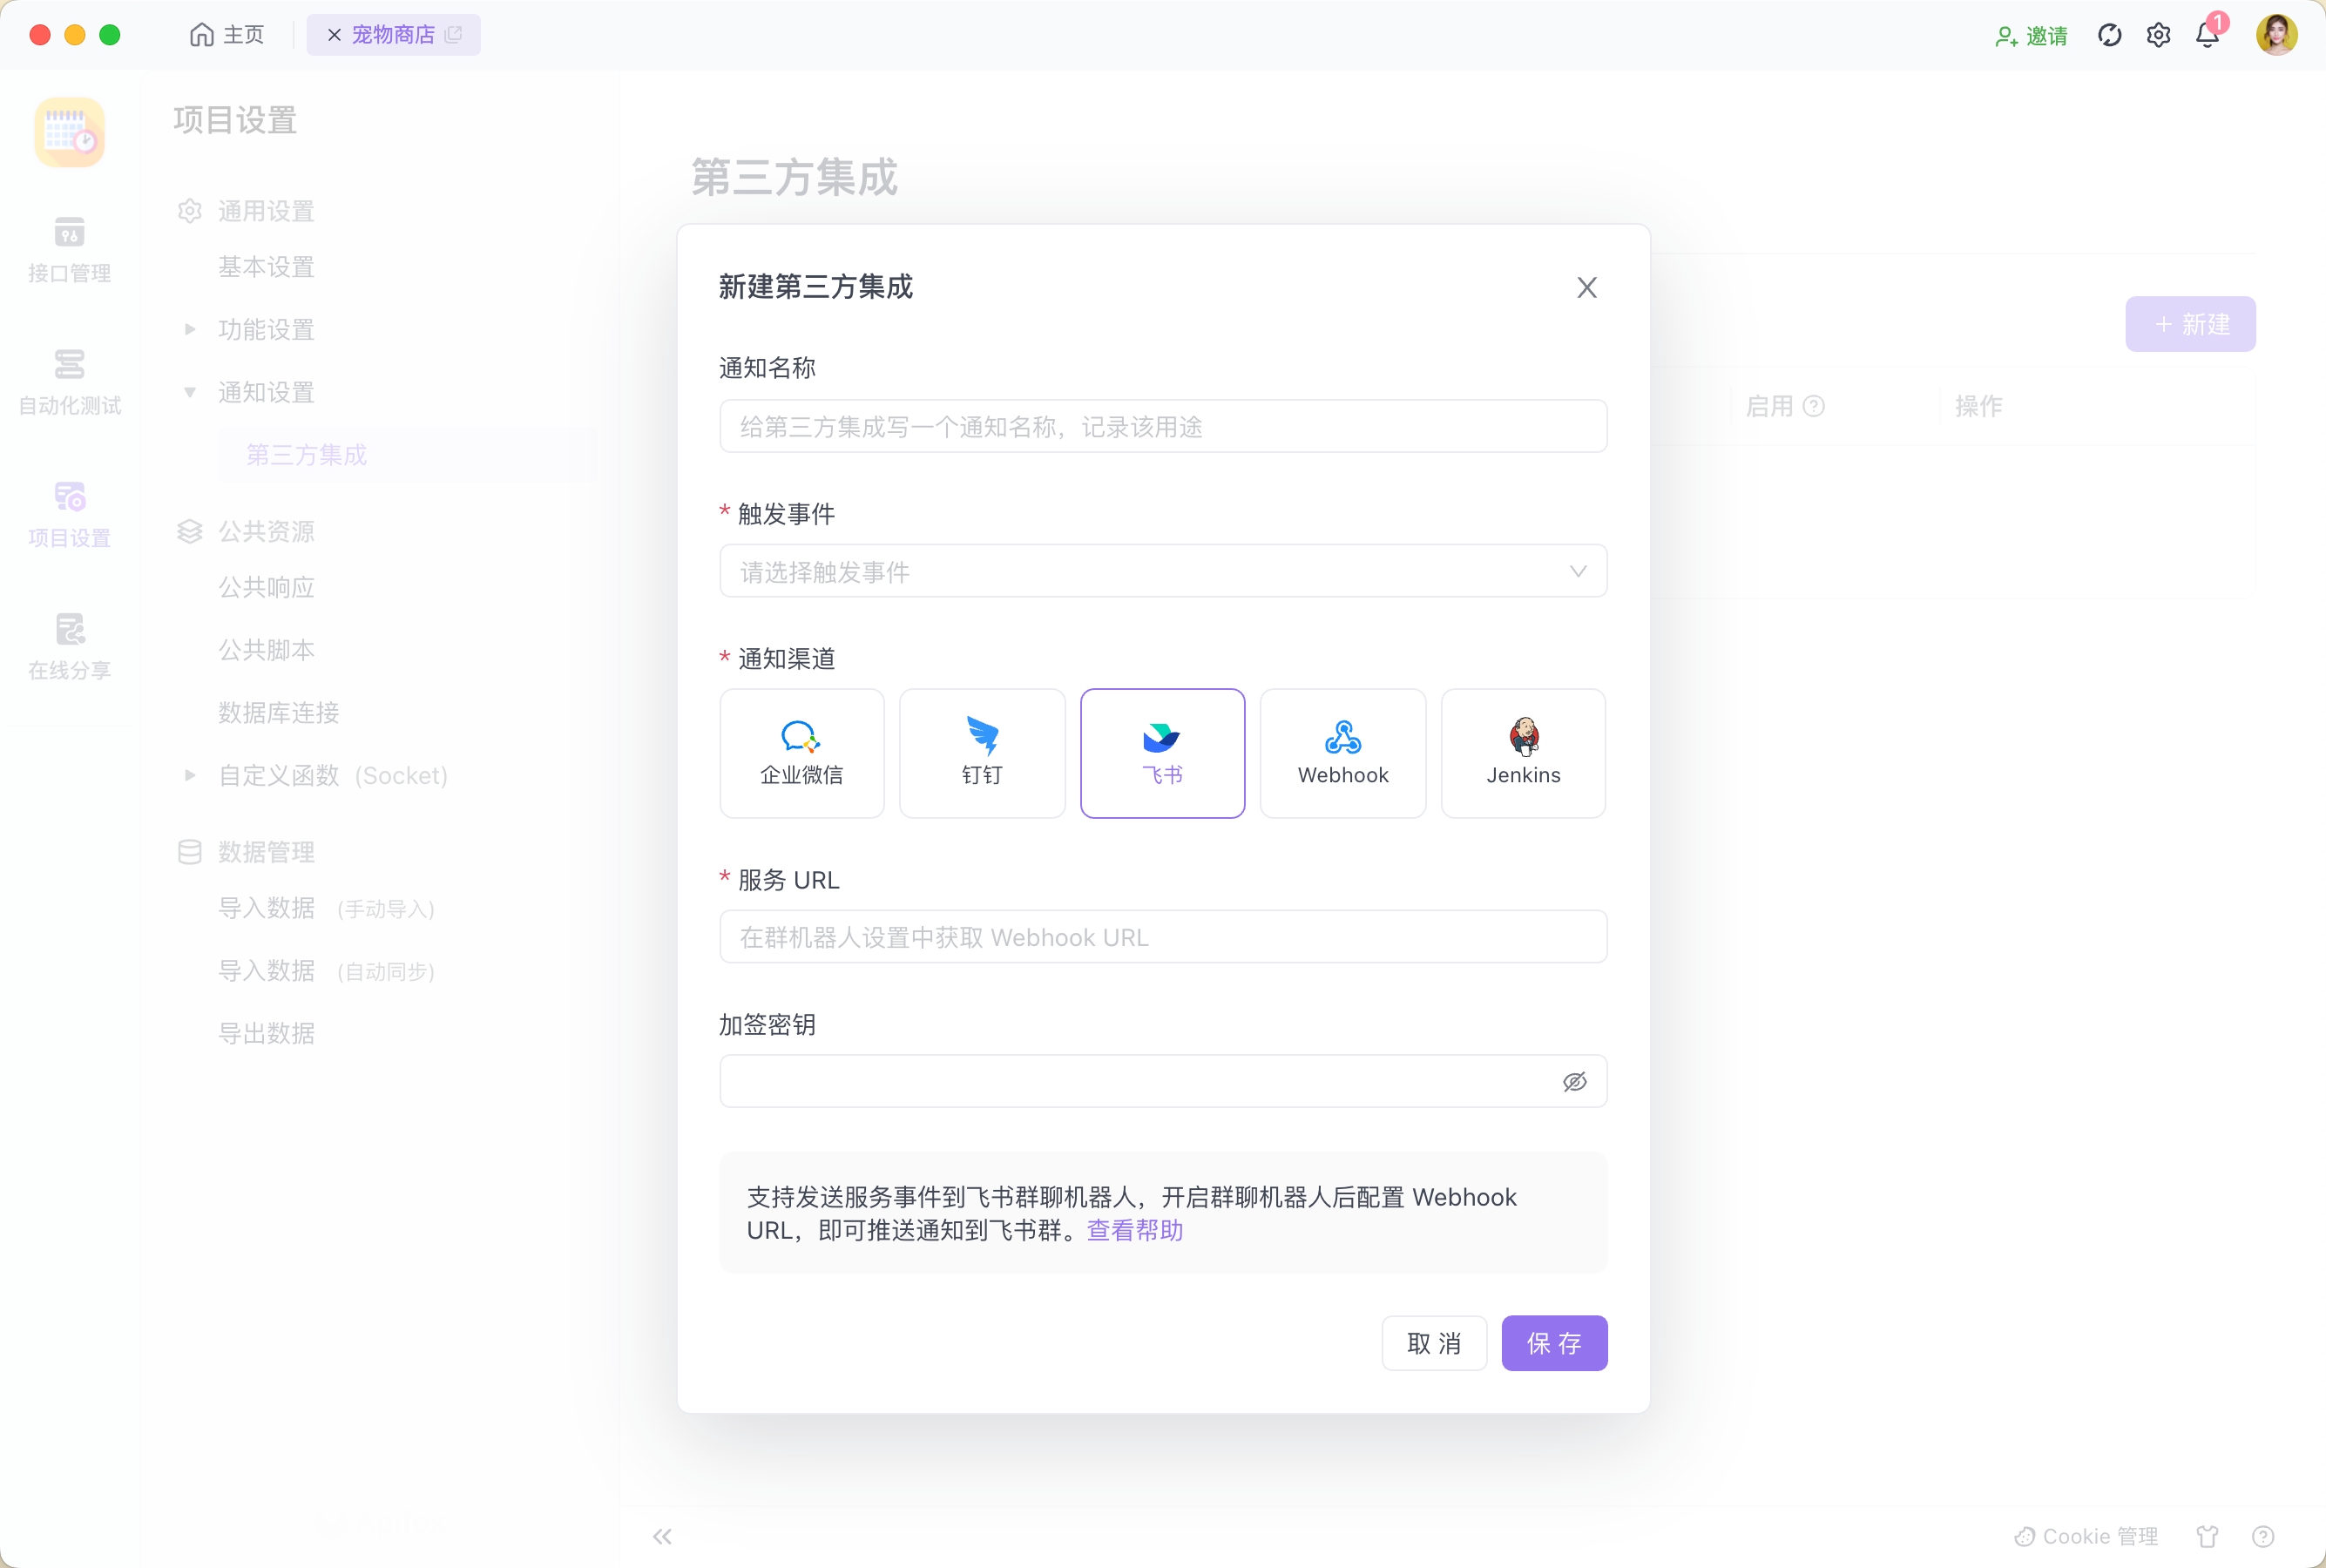 主页
宠物商店
邀请
1
接口管理
自动化测试
项目设置
在线分享
项目设置
通用设置
基本设置
功能设置
通知设置
第三方集成
公共资源
公共响应
公共脚本
数据库连接
自定义函数 (Socket)
数据管理
导入数据 (手动导入)
导入数据 (自动同步)
导出数据
第三方集成
+ 新建
启用
操作
新建第三方集成
通知名称
给第三方集成写一个通知名称，记录该用途
* 触发事件
请选择触发事件
* 通知渠道
企业微信
钉钉
飞书
Webhook
Jenkins
* 服务 URL
在群机器人设置中获取 Webhook URL
加签密钥
支持发送服务事件到飞书群聊机器人，开启群聊机器人后配置 Webhook
URL，即可推送通知到飞书群。查看帮助
取 消
保 存
Cookie 管理